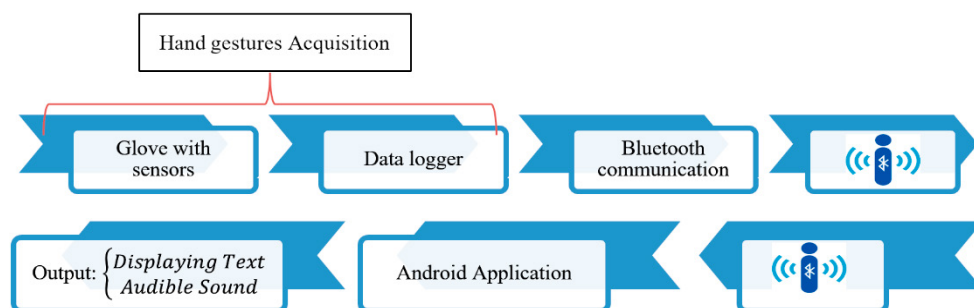 Hand gestures Acquisition
Glove with
sensors
Data logger
Bluetooth
communication
Output: { Displaying Text
Audible Sound
Android Application